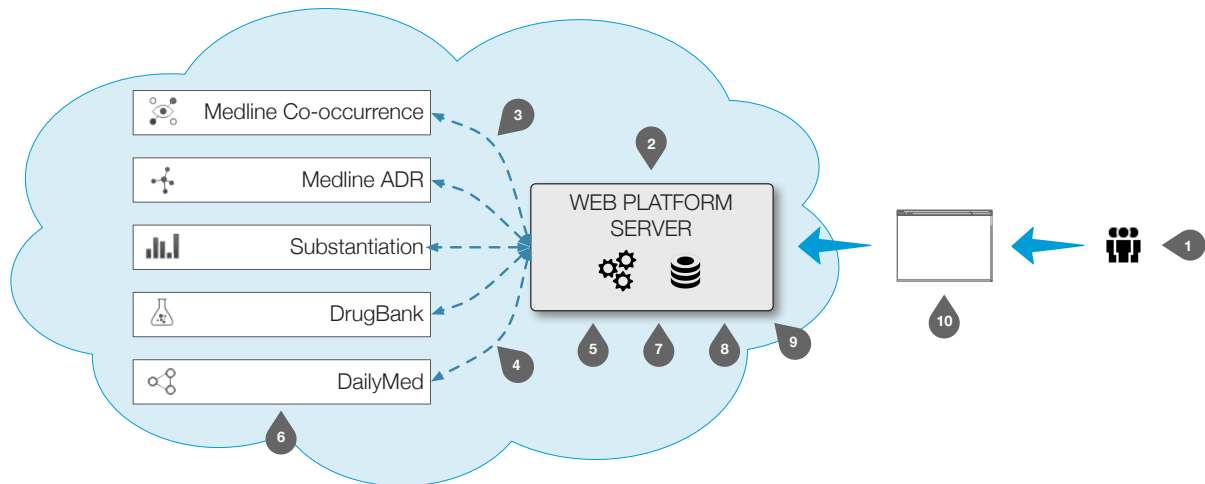 Medline Co-occurrence
3
2
Medline ADR
WEB PLATFORM
SERVER
Substantiation
1
DrugBank
10
5
7
8
9
4
DailyMed
6